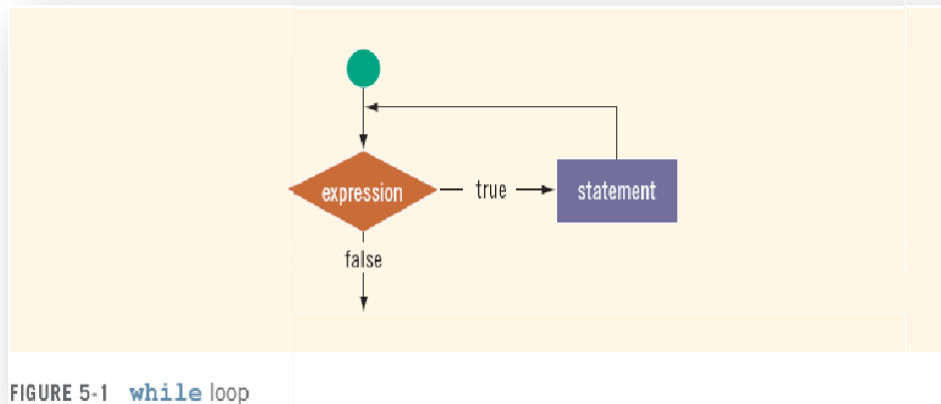 expression
true
statement
false
FIGURE 5-1 while loop